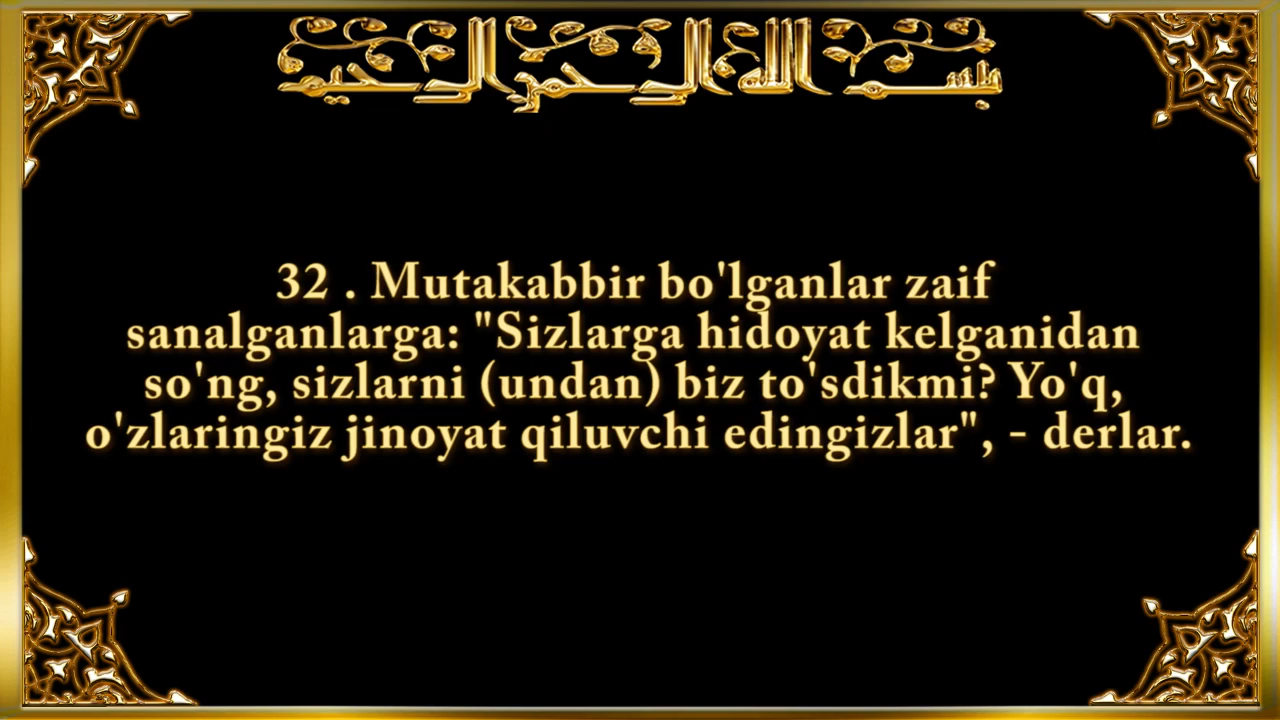 بسم الله الرحمن الرحيم
32 . Mutakabbir bo'lganlar zaif
sanalganlarga: "Sizlarga hidoyat kelganidan
so'ng, sizlarni (undan) biz to'sdikmi? Yo'q,
o'zlaringiz jinoyat qiluvchi edingizlar", - derlar.